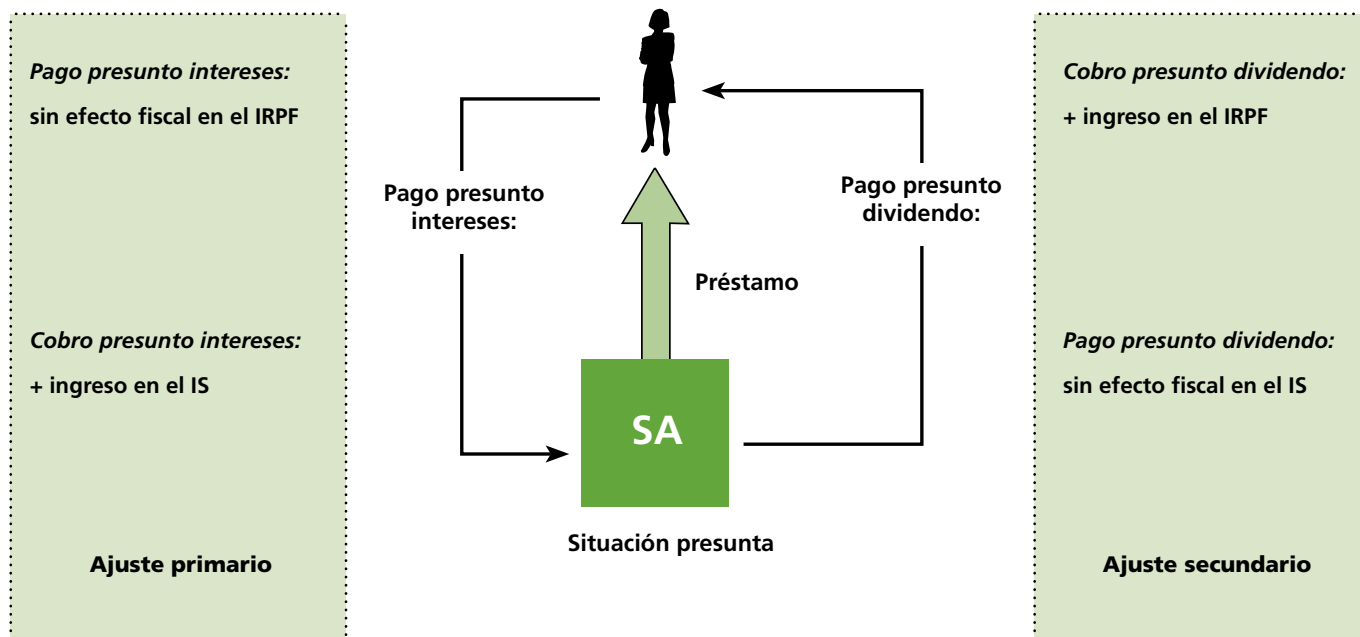 Pago presunto intereses:
sin efecto fiscal en el IRPF
Cobro presunto intereses:
+ ingreso en el IS
Ajuste primario
Pago presunto
intereses:
Préstamo
Pago presunto
dividendo:
SA
Situación presunta
Cobro presunto dividendo:
+ ingreso en el IRPF
Pago presunto dividendo:
sin efecto fiscal en el IS
Ajuste secundario